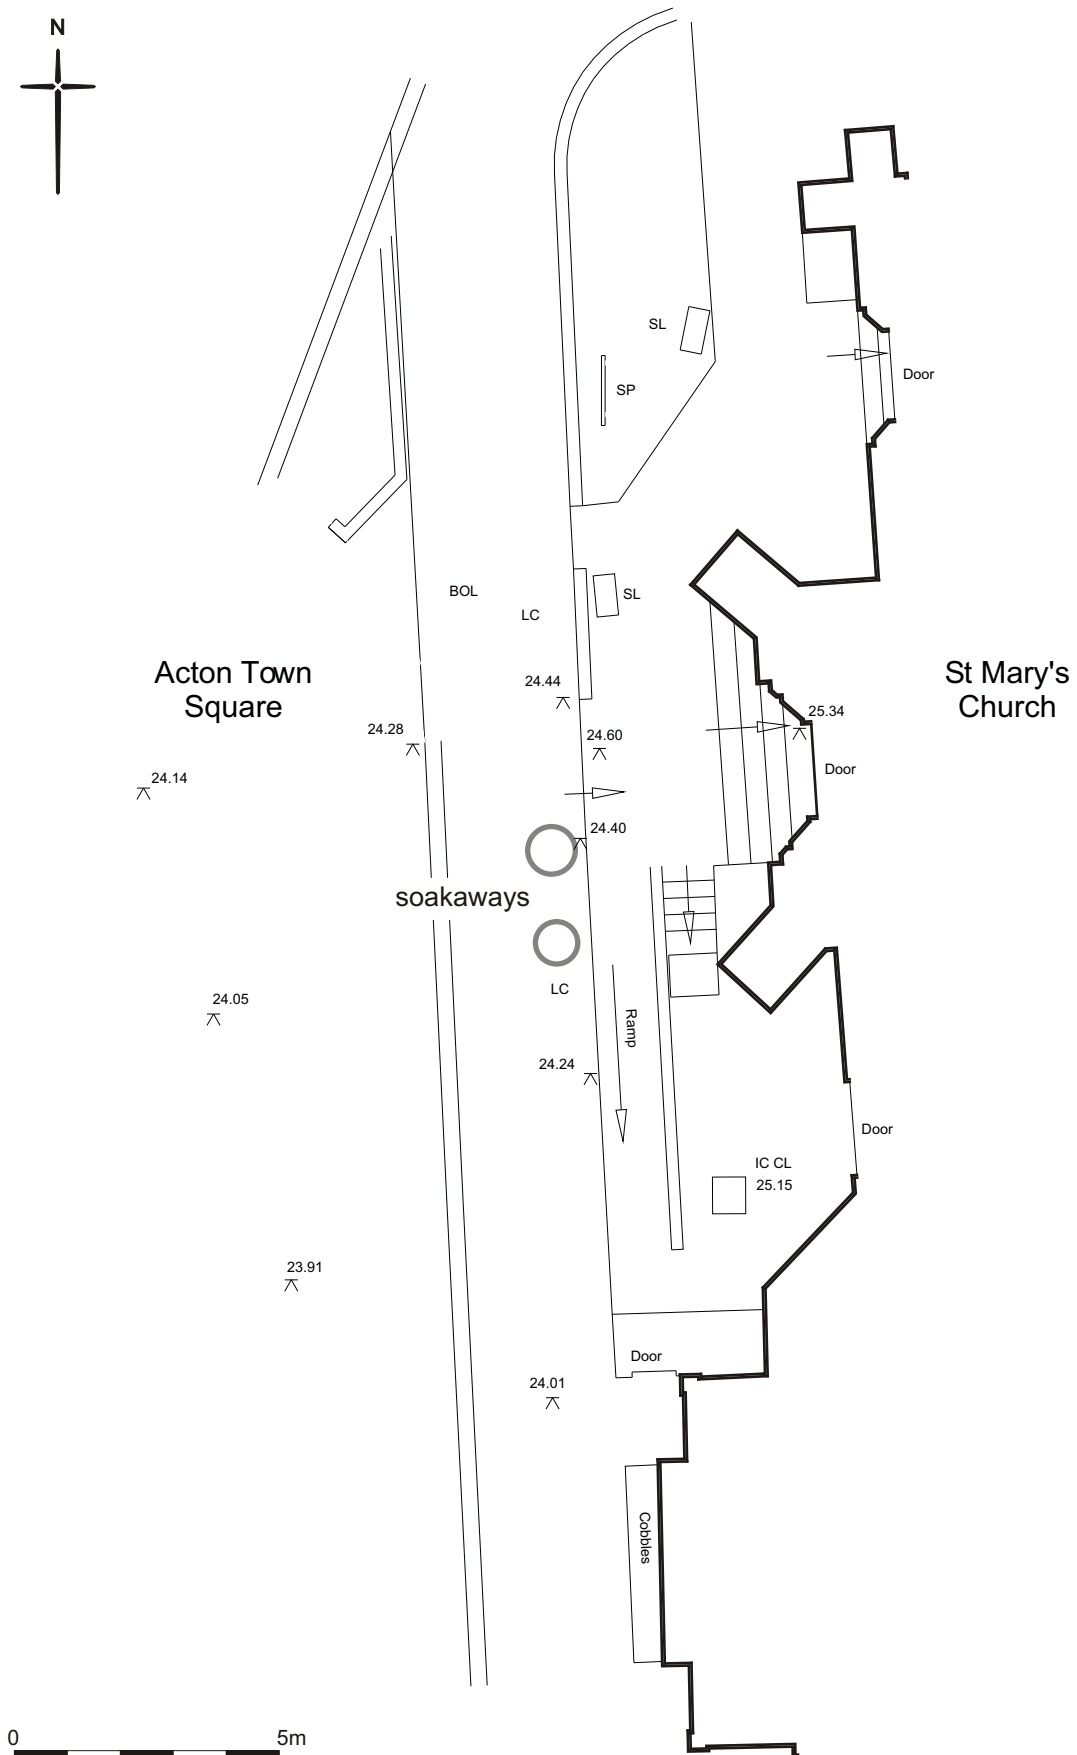 N
SL
SP
Door
BOL
SL
LC
Acton Town
Square
St Mary's
Church
24.44
25.34
24.28
24.60
Door
24.14
24.40
soakaways
LC
24.05
Ramp
24.24
Door
IC CL
25.15
23.91
Door
24.01
Cobbles
0
5m